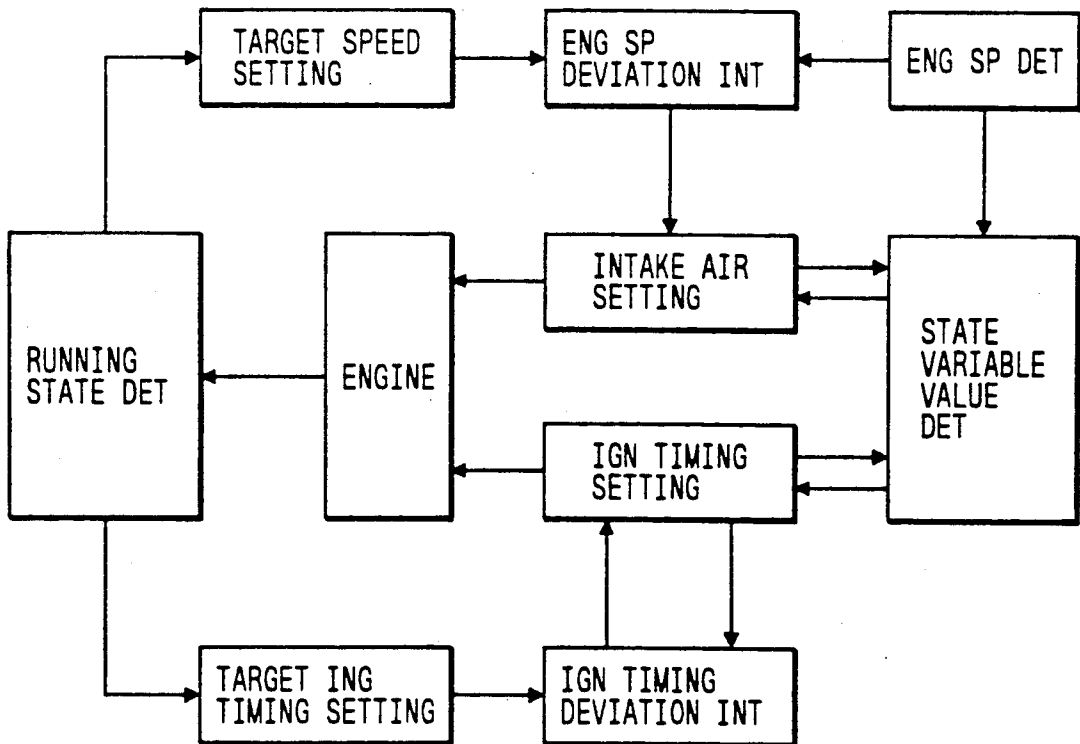 TARGET SPEED
SETTING
ENG SP
DEVIATION INT
ENG SP DET
RUNNING
STATE DET
ENGINE
INTAKE AIR
SETTING
IGN TIMING
SETTING
STATE
VARIABLE
VALUE
DET
TARGET ING
TIMING SETTING
IGN TIMING
DEVIATION INT